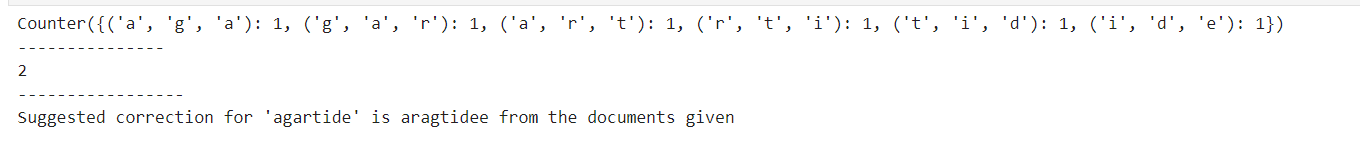 Counter({('a', 'g', 'a'): 1, ('g', 'a', 'r'): 1, ('a', 'r', 't'): 1, ('r', 't', 'i'): 1, ('t', 'i', 'd'): 1, ('i', 'd', 'e'): 1})
---------------
2
-----------------
Suggested correction for 'agartide' is aragtidee from the documents given